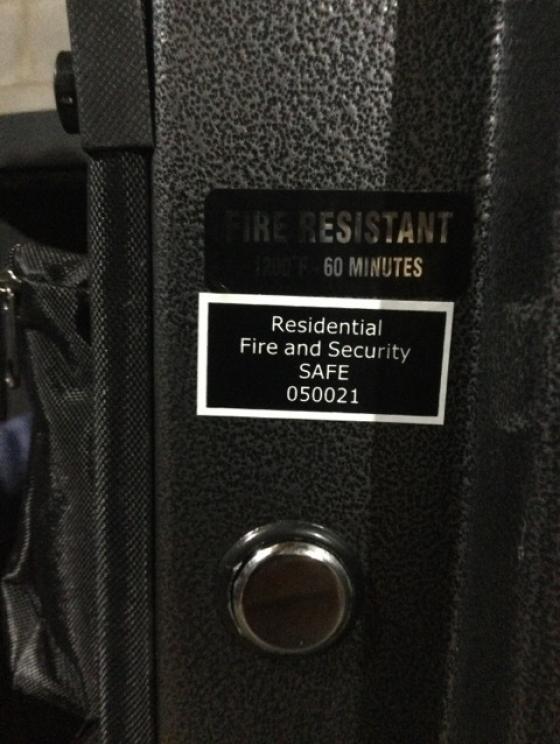 FIRE RESISTANT
1200°F - 60 MINUTES
Residential
Fire and Security
SAFE
050021